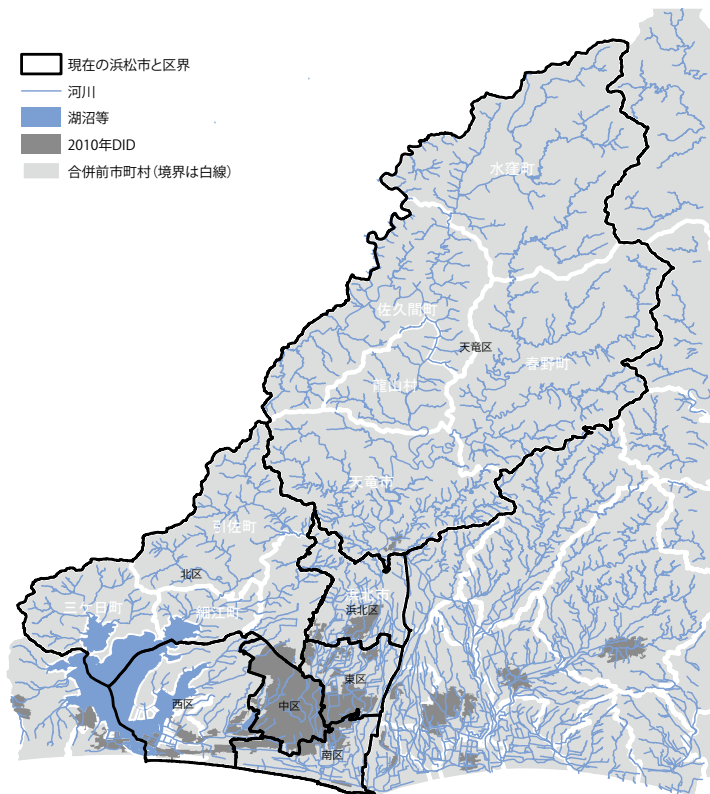 現在の浜松市と区界
河川
湖沼等
2010年DID
合併前市町村（境界は白線）
水窪町
佐久間町
天竜区
春野町
龍山村
天竜市
引佐町
北区
三ケ日町
細江町
浜北市
浜北区
東区
西区
中区
南区